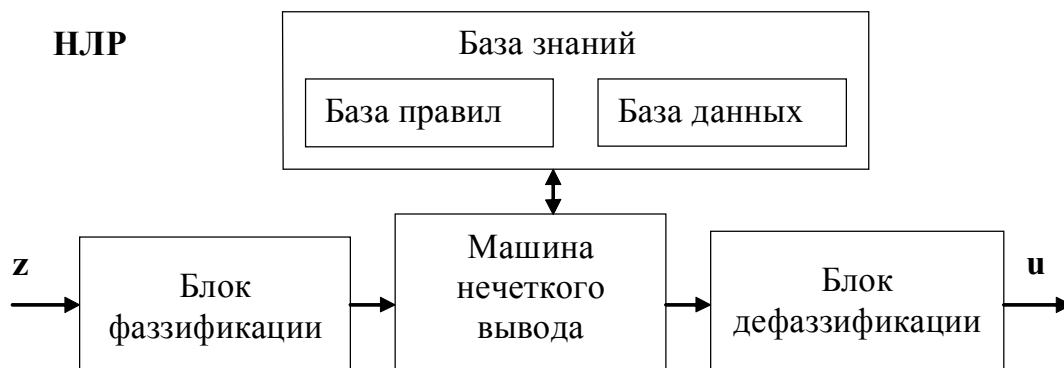 НЛР
База знаний
База правил
База данных
z
Блок
фаззификации
Машина
нечеткого
вывода
Блок
дефаззификации
u